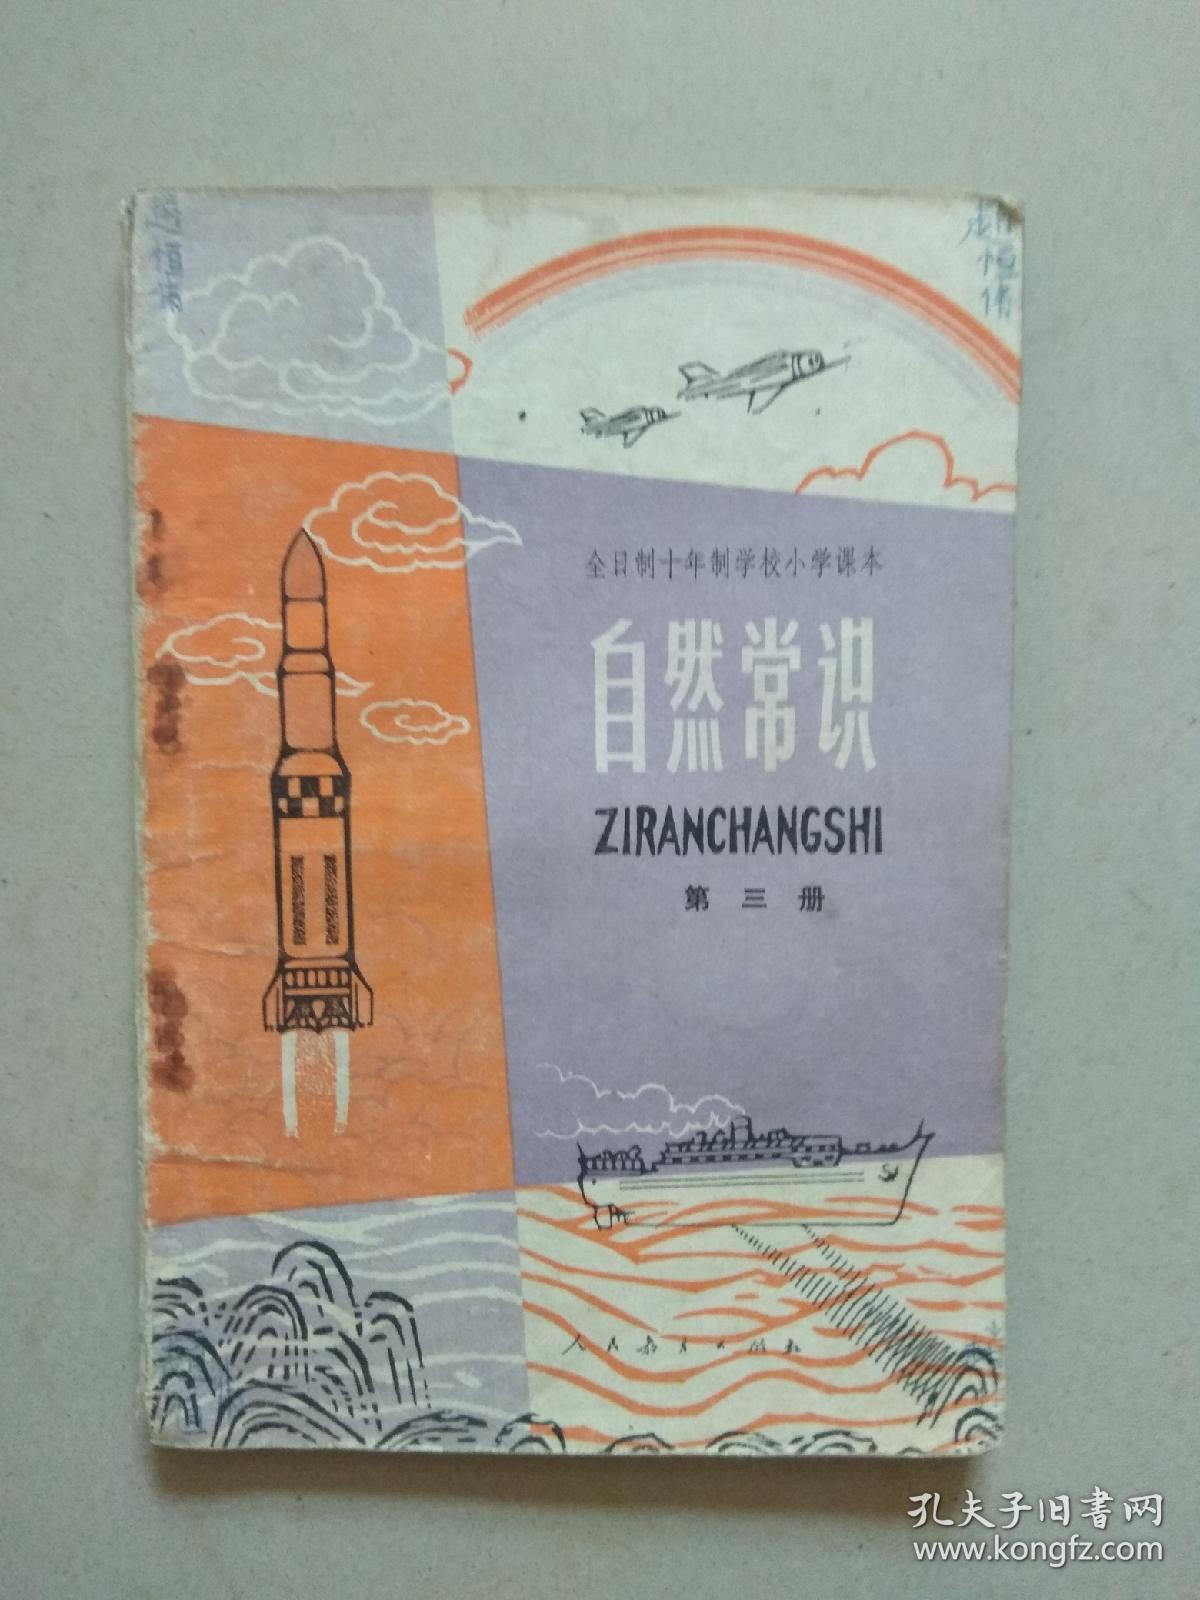 全日制十年制学校小学课本
自然常识
ZIRANCHANGSHI
第三册
人民教育出版社
孔夫子旧书网
www.kongfz.com